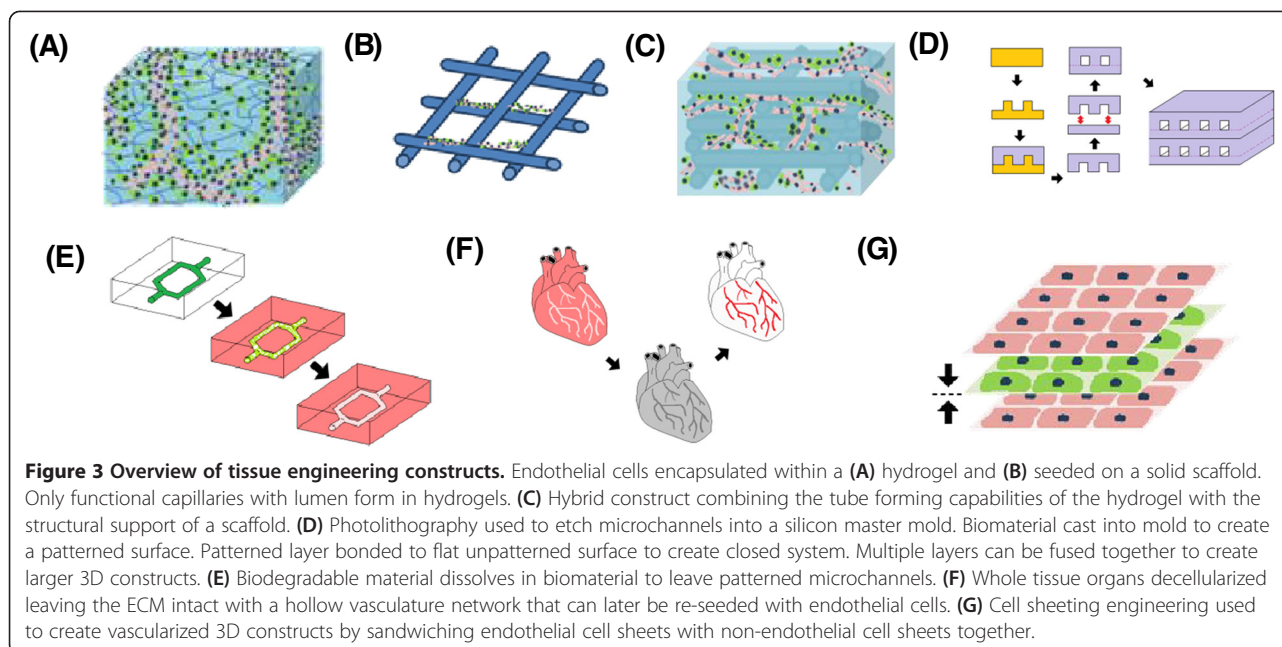 (A)
(B)
(C)
(D)
(E)
(F)
(G)
Figure 3 Overview of tissue engineering constructs. Endothelial cells encapsulated within a (A) hydrogel and (B) seeded on a solid scaffold.
Only functional capillaries with lumen form in hydrogels. (C) Hybrid construct combining the tube forming capabilities of the hydrogel with the
structural support of a scaffold. (D) Photolithography used to etch microchannels into a silicon master mold. Biomaterial cast into mold to create
a patterned surface. Patterned layer bonded to flat unpatterned surface to create closed system. Multiple layers can be fused together to create
larger 3D constructs. (E) Biodegradable material dissolves in biomaterial to leave patterned microchannels. (F) Whole tissue organs decellularized
leaving the ECM intact with a hollow vasculature network that can later be re-seeded with endothelial cells. (G) Cell sheeting engineering used
to create vascularized 3D constructs by sandwiching endothelial cell sheets with non-endothelial cell sheets together.